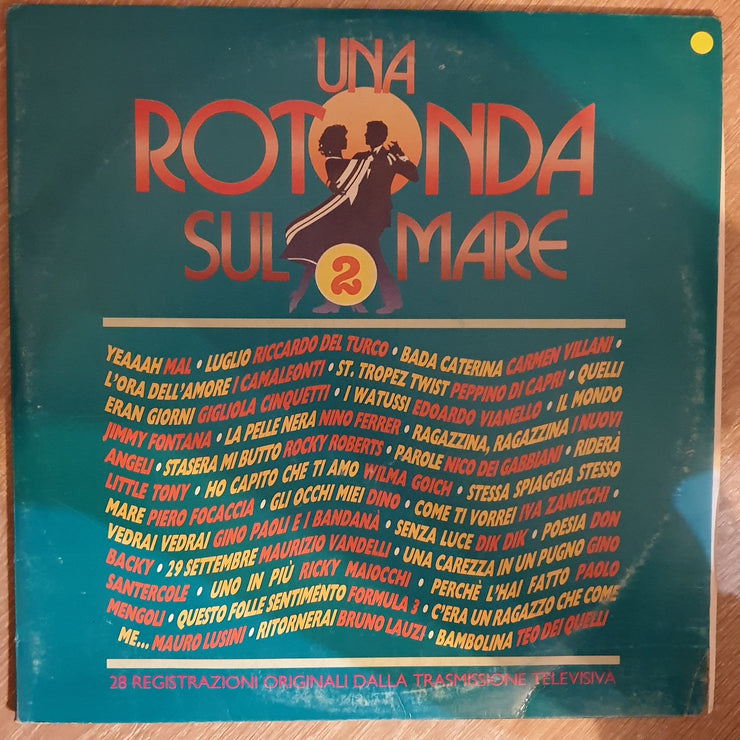 UNA
ROTONDA
SUL MARE
2
YEAAAH MAL • LUGLIO RICCARDO DEL TURCO • BADA CATERINA CARMEN VILLANI •
L'ORA DELL'AMORE I CAMALEONTI • ST. TROPEZ TWIST PEPPINO DI CAPRI • QUELLI
ERAN GIORNI GIGLIOLA CINQUETTI • I WATUSSI EDOARDO VIANELLO • IL MONDO
JIMMY FONTANA • LA PELLE NERA NINO FERRER • RAGAZZINA, RAGAZZINA I NUOVI
ANGELI • STASERA MI BUTTO ROCKY ROBERTS • PAROLE NICO DEI GABBIANI • RIDERÀ
LITTLE TONY • HO CAPITO CHE TI AMO WILMA GOICH • STESSA SPIAGGIA STESSO
MARE PIERO FOCACCIA • GLI OCCHI MIEI DINO • COME TI VORREI IVA ZANICCHI •
VEDRAI VEDRAI GINO PAOLI E I BANDANÀ • SENZA LUCE DIK DIK • POESIA DON
BACKY • 29 SETTEMBRE MAURIZIO VANDELLI • UNA CAREZZA IN UN PUGNO GINO
SANTERCOLE • UNO IN PIÙ RICKY MAIOCCHI • PERCHÈ L'HAI FATTO PAOLO
MENGOLI • QUESTO FOLLE SENTIMENTO FORMULA 3 • C'ERA UN RAGAZZO CHE COME
ME... MAURO LUSINI • RITORNERAI BRUNO LAUZI • BAMBOLINA TEO DEI QUELLI
28 REGISTRAZIONI ORIGINALI DALLA TRASMISSIONE TELEVISIVA